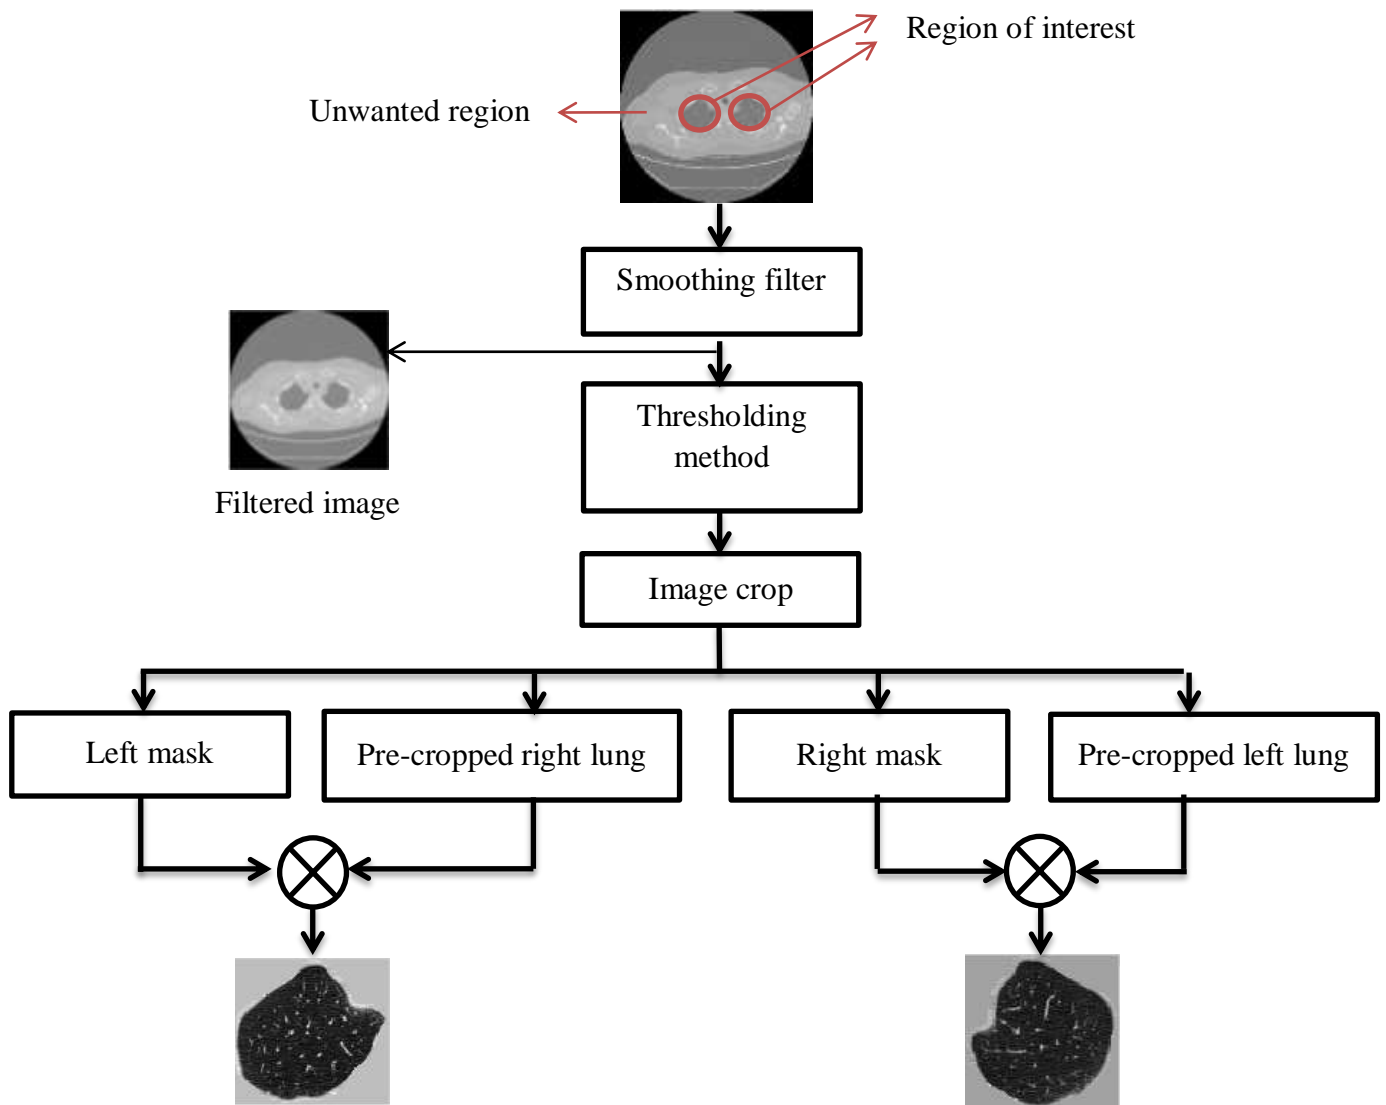 Region of interest
Unwanted region
Smoothing filter
Thresholding
method
Filtered image
Image crop
Left mask
Pre-cropped right lung
Right mask
Pre-cropped left lung